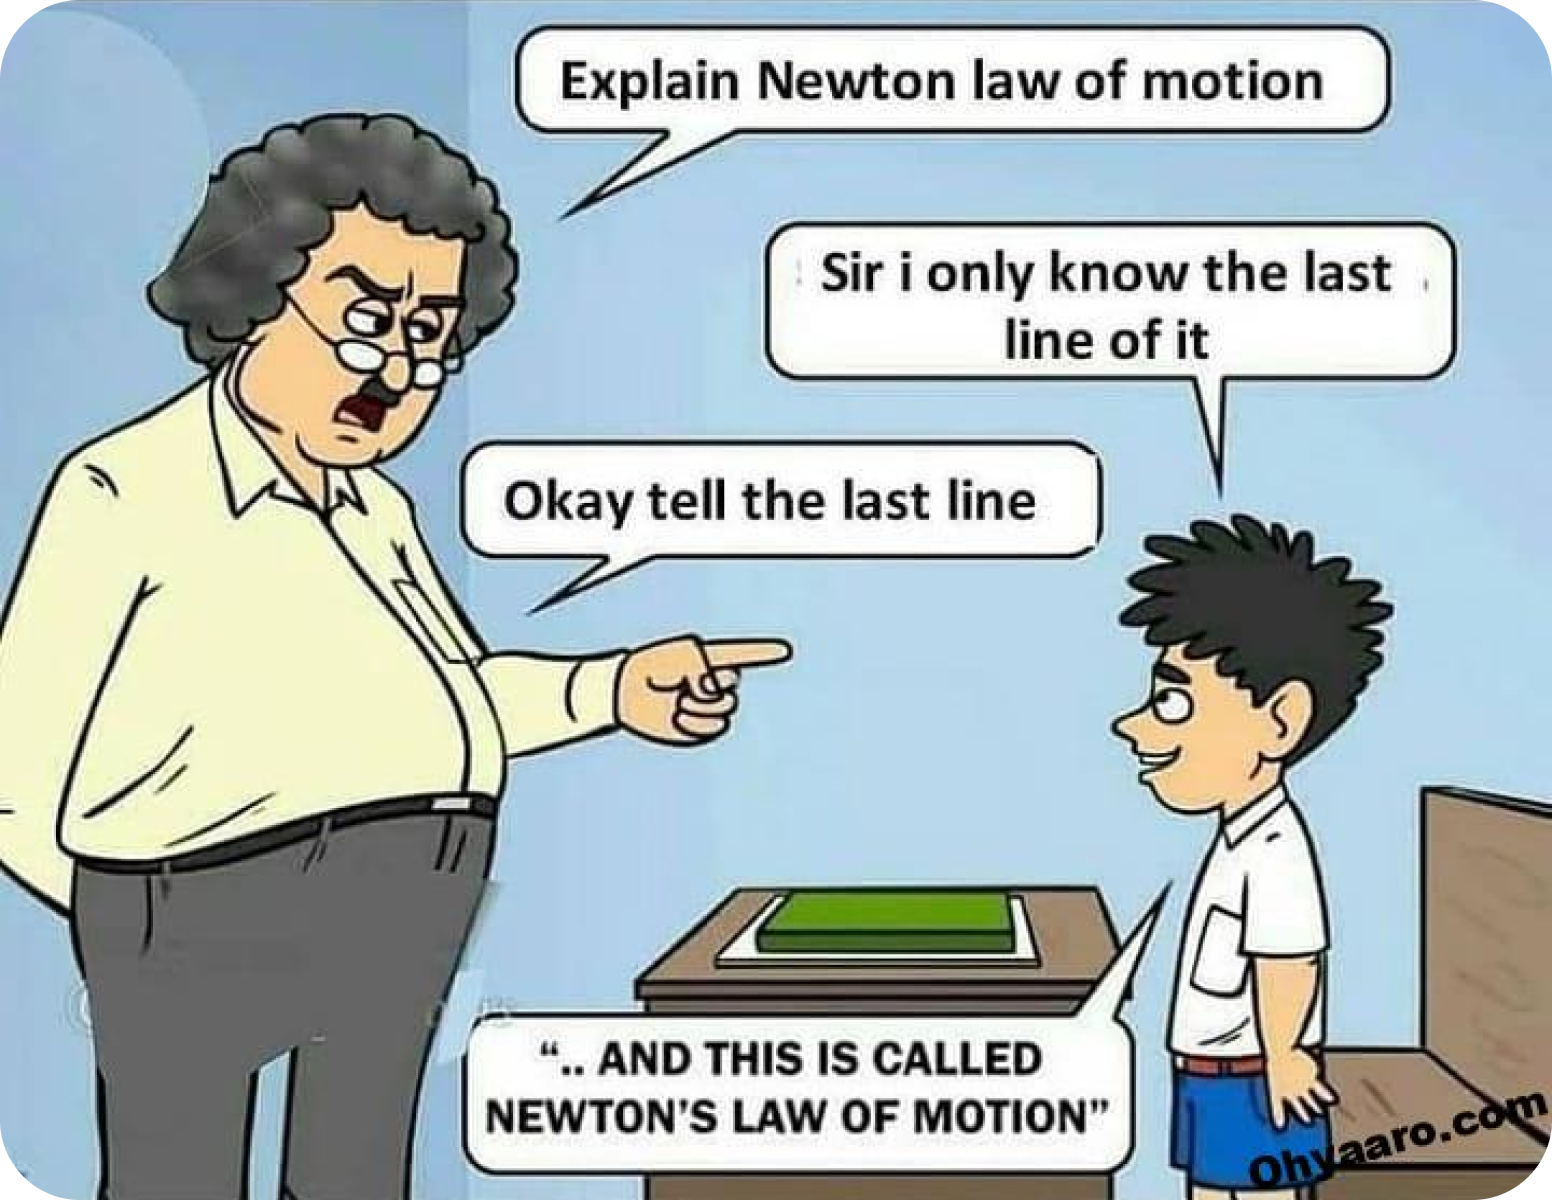 Explain Newton law of motion
Sir i only know the last
line of it
Okay tell the last line
“.. AND THIS IS CALLED
NEWTON’S LAW OF MOTION”
Ohyaaro.com